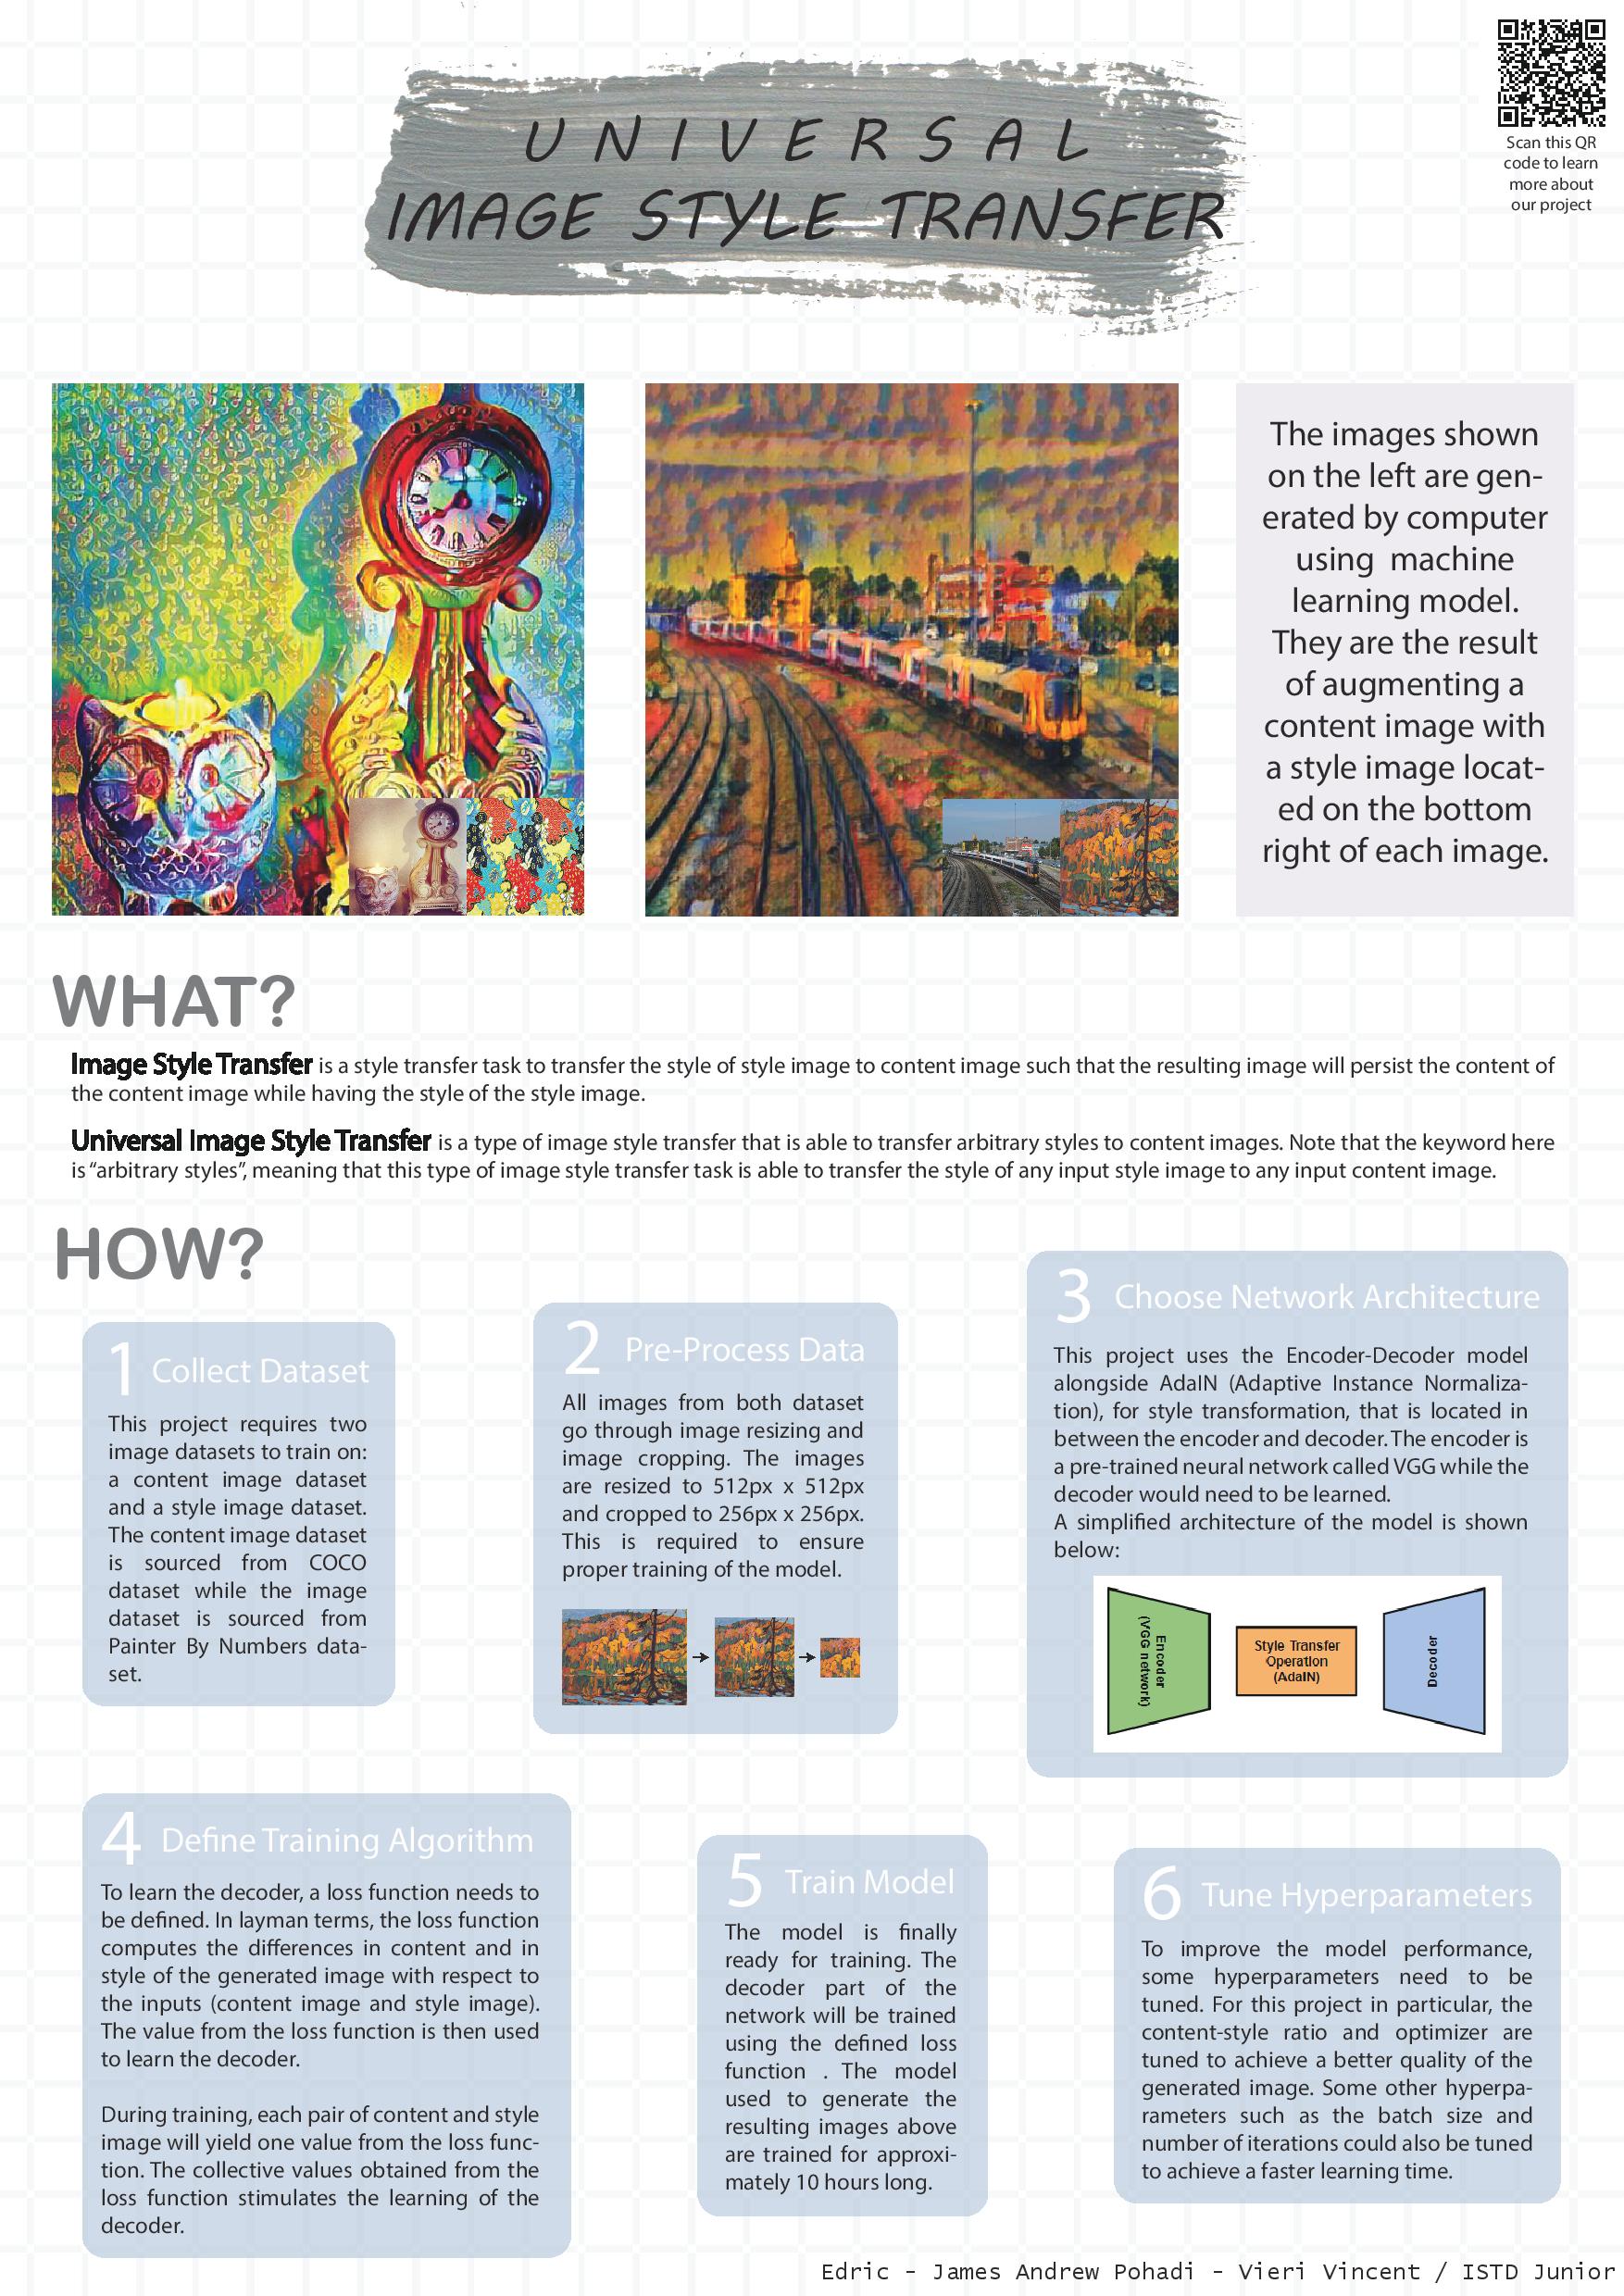 Scan this QR
code to learn
more about
our project
UNIVERSAL
IMAGE STYLE TRANSFER
The images shown
on the left are gen-
erated by computer
using machine
learning model.
They are the result
of augmenting a
content image with
a style image locat-
ed on the bottom
right of each image.
WHAT?
Image Style Transfer is a style transfer task to transfer the style of style image to content image such that the resulting image will persist the content of
the content image while having the style of the style image.
Universal Image Style Transfer is a type of image style transfer that is able to transfer arbitrary styles to content images. Note that the keyword here
is “arbitrary styles”, meaning that this type of image style transfer task is able to transfer the style of any input style image to any input content image.
HOW?
1 Collect Dataset
This project requires two
image datasets to train on:
a content image dataset
and a style image dataset.
The content image dataset
is sourced from COCO
dataset while the image
dataset is sourced from
Painter By Numbers data-
set.
2 Pre-Process Data
All images from both dataset
go through image resizing and
image cropping. The images
are resized to 512px x 512px
and cropped to 256px x 256px.
This is required to ensure
proper training of the model.
3 Choose Network Architecture
This project uses the Encoder-Decoder model
alongside AdaIN (Adaptive Instance Normaliza-
tion), for style transformation, that is located in
between the encoder and decoder. The encoder is
a pre-trained neural network called VGG while the
decoder would need to be learned.
A simplified architecture of the model is shown
below:
Encoder
(VGG network)
Style Transfer
Operation
(AdaIN)
Decoder
4 Define Training Algorithm
To learn the decoder, a loss function needs to
be defined. In layman terms, the loss function
computes the differences in content and in
style of the generated image with respect to
the inputs (content image and style image).
The value from the loss function is then used
to learn the decoder.
During training, each pair of content and style
image will yield one value from the loss func-
tion. The collective values obtained from the
loss function stimulates the learning of the
decoder.
5 Train Model
The model is finally
ready for training. The
decoder part of the
network will be trained
using the defined loss
function . The model
used to generate the
resulting images above
are trained for approxi-
mately 10 hours long.
6 Tune Hyperparameters
To improve the model performance,
some hyperparameters need to be
tuned. For this project in particular, the
content-style ratio and optimizer are
tuned to achieve a better quality of the
generated image. Some other hyperpa-
rameters such as the batch size and
number of iterations could also be tuned
to achieve a faster learning time.
Edric - James Andrew Pohadi - Vieri Vincent / ISTD Junior